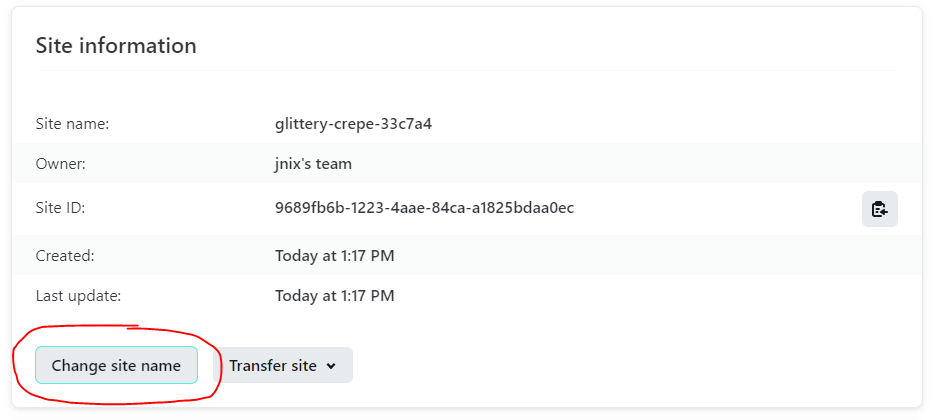 Site information
Site name: glittery-crepe-33c7a4
Owner: jnix's team
Site ID: 9689fb6b-1223-4aae-84ca-a1825bdaa0ec
Created: Today at 1:17 PM
Last update: Today at 1:17 PM
Change site name Transfer site